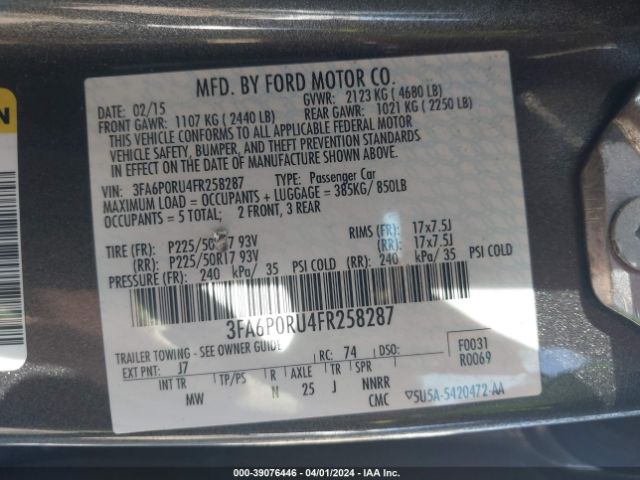 MFD. BY FORD MOTOR CO.
DATE: 02/15 GVWR: 2123 KG ( 4680 LB)
FRONT GAWR: 1107 KG ( 2440 LB) REAR GAWR: 1021 KG ( 2250 LB)
THIS VEHICLE CONFORMS TO ALL APPLICABLE FEDERAL MOTOR
VEHICLE SAFETY, BUMPER, AND THEFT PREVENTION STANDARDS
IN EFFECT ON THE DATE OF MANUFACTURE SHOWN ABOVE.
VIN: 3FA6P0RU4FR258287 TYPE: Passenger Car
MAXIMUM LOAD = OCCUPANTS + LUGGAGE = 385KG/ 850LB
OCCUPANTS = 5 TOTAL; 2 FRONT, 3 REAR
TIRE (FR): P225/50R17 93V RIMS (FR): 17x7.5J
(RR): P225/50R17 93V (RR): 17x7.5J
PRESSURE (FR): 240 kPa/ 35 PSI COLD (RR): 240 kPa/ 35 PSI COLD
3FA6P0RU4FR258287
TRAILER TOWING - SEE OWNER GUIDE
EXT PNT: J7 RC: 74 DSO: F0031
R0069
INT TR TP/PS R AXLE TR SPR
MW N 25 J NNRR
CMC 5U5A-5420472-AA
000-39076446 - 04/01/2024 - IAA Inc.